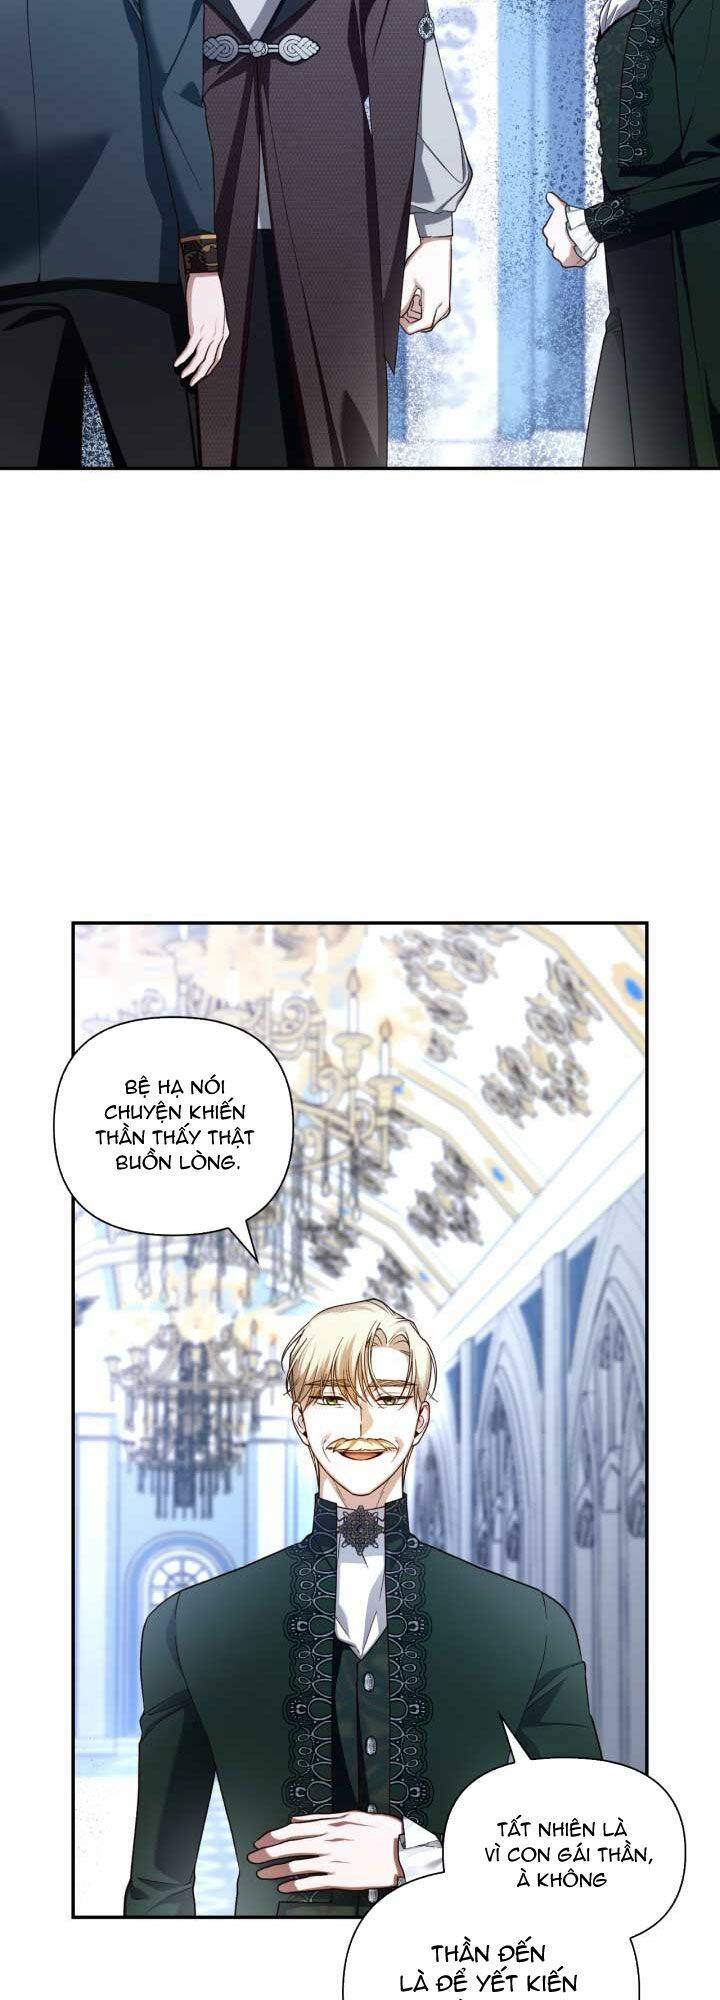 BỆ HẠ NÓI
CHUYỆN KHIẾN
THẦN THẤY THẬT
BUỒN LÒNG.
TẤT NHIÊN LÀ
VÌ CON GÁI THẦN,
À KHÔNG
THẦN ĐẾN
LÀ ĐỂ YẾT KIẾN